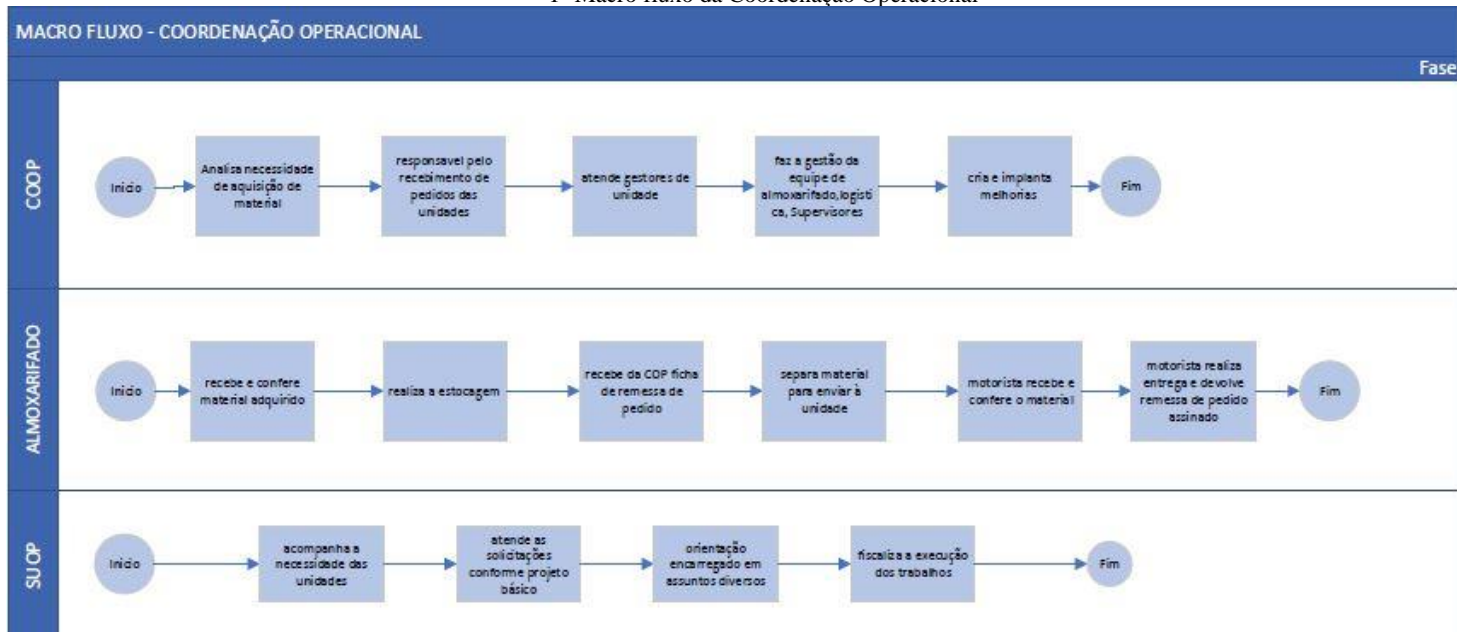 1- Macro fluxo da Coordenação Operacional
MACRO FLUXO - COORDENAÇÃO OPERACIONAL
Fase
COOP
Inicio
Analisa necessidade
de aquisição de
material
responsavel pelo
recebimento de
pedidos das
unidades
atende gestores de
unidade
faz a gestão da
equipe de
almoxarifado,logisti
ca, Supervisores
cria e implanta
melhorias
Fim
ALMOXARIFADO
Inicio
recebe e confere
material adquirido
realiza a estocagem
recebe da COP ficha
de remessa de
pedido
separa material
para enviar à
unidade
motorista recebe e
confere o material
motorista realiza
entrega e devolve
remessa de pedido
assinado
Fim
SUOP
Inicio
acompanha a
necessidade das
unidades
atende as
solicitações
conforme projeto
básico
orientação
encarregado em
assuntos diversos
fiscaliza a execução
dos trabalhos
Fim